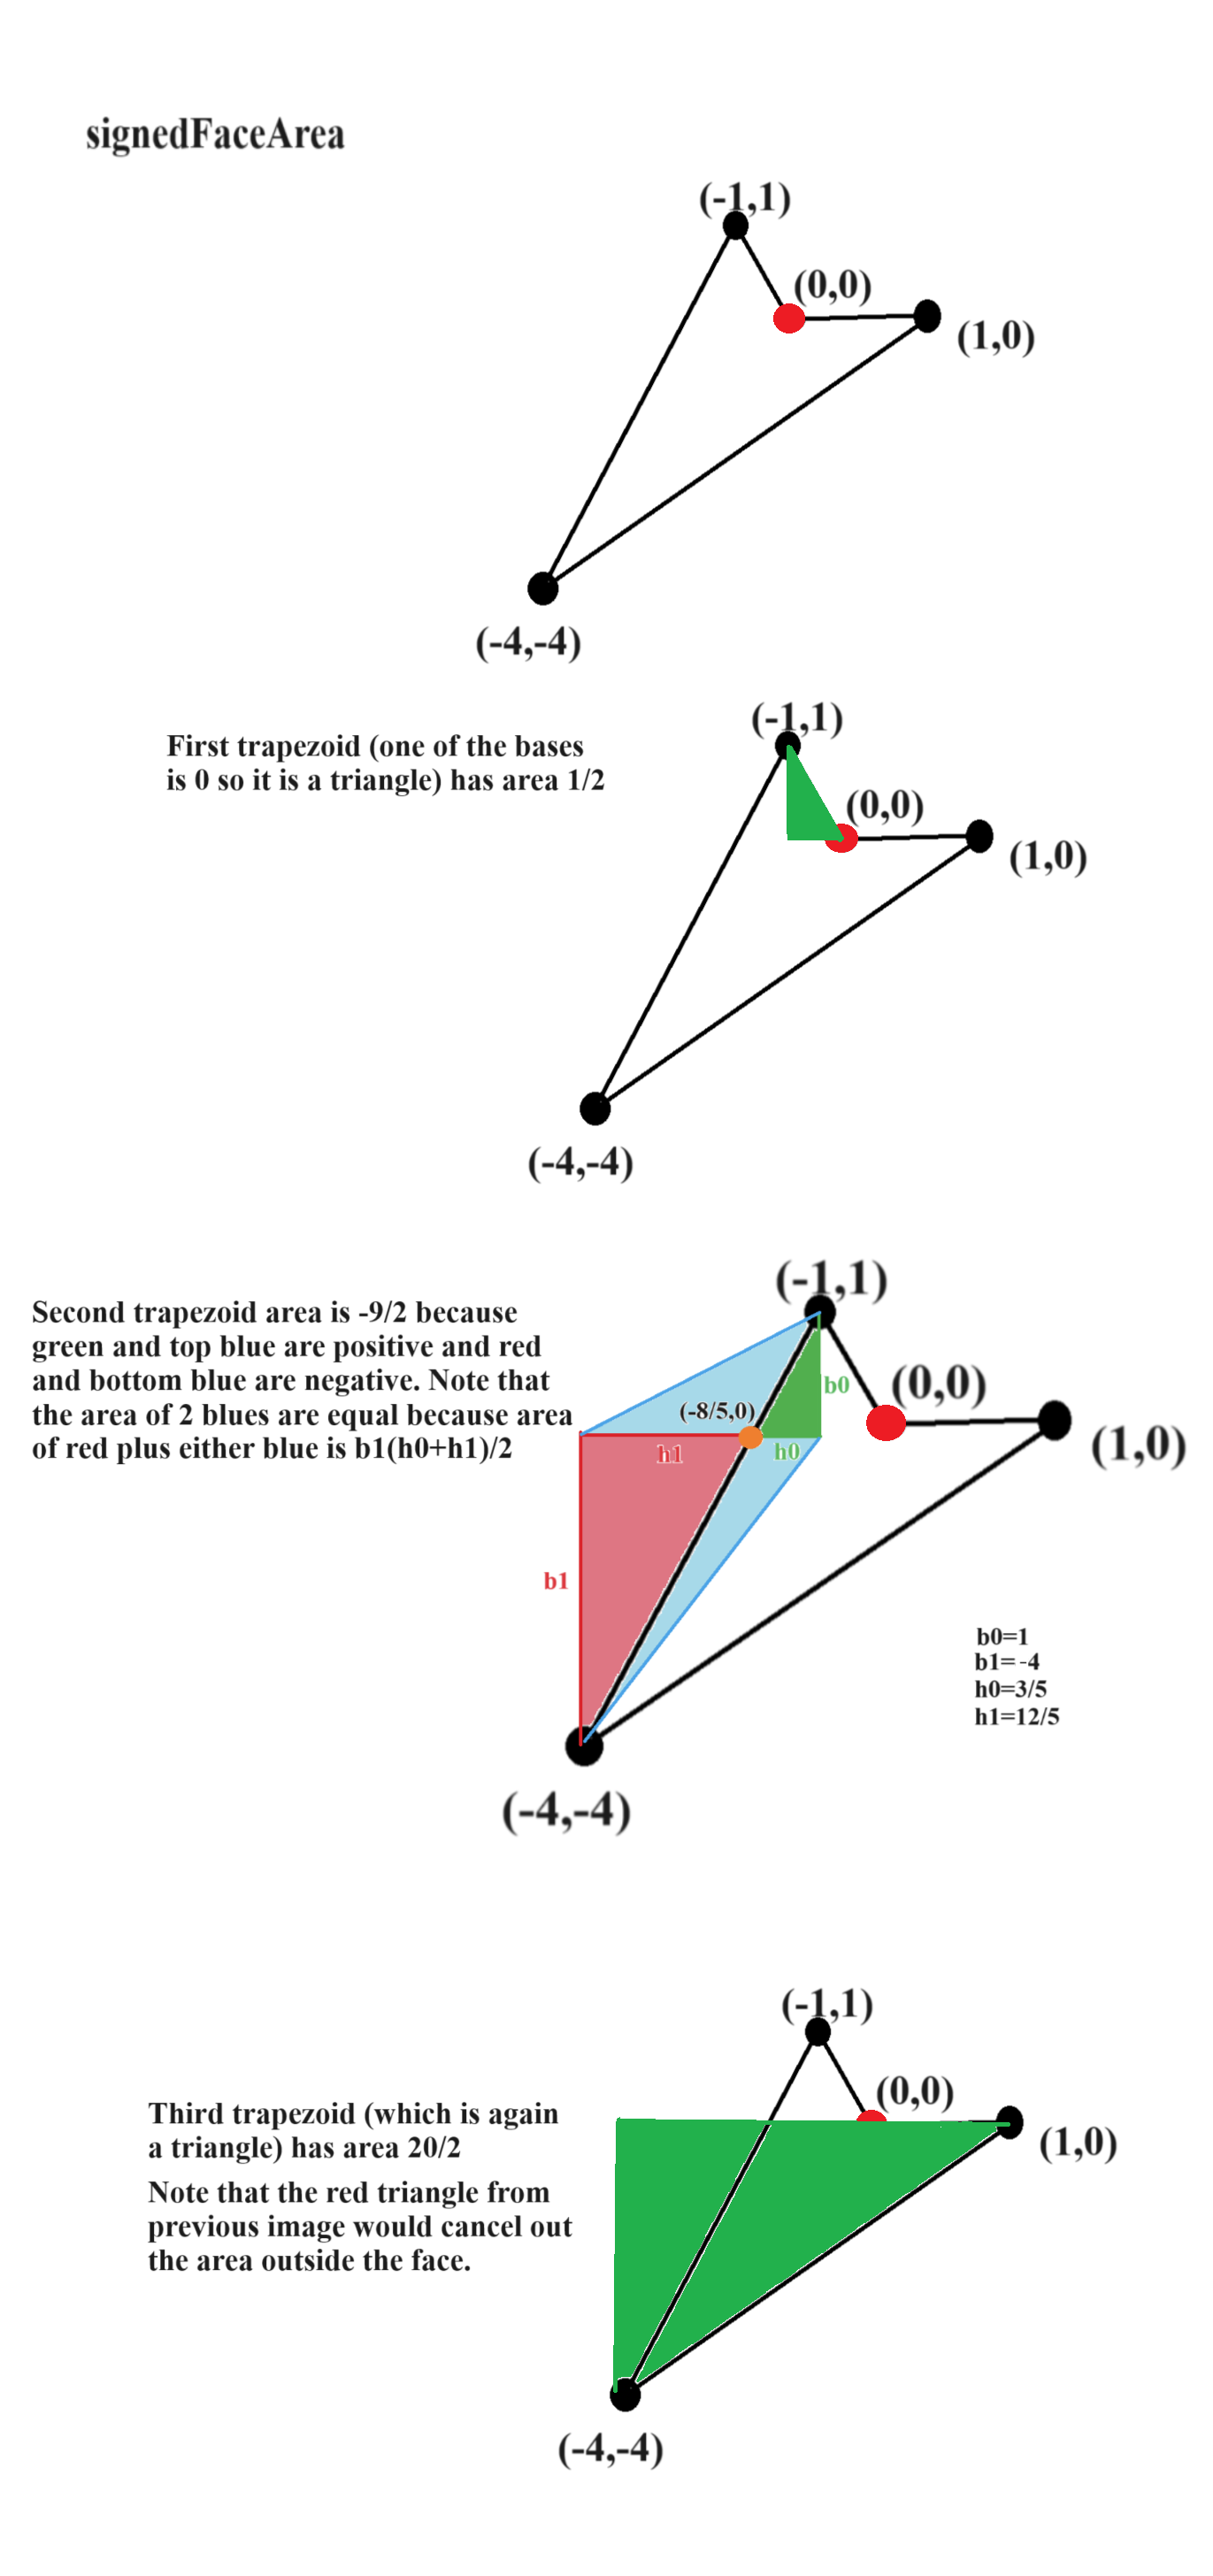 signedFaceArea
(-1,1)
(0,0)
(1,0)
(-4,-4)
(-1,1)
First trapezoid (one of the bases
is 0 so it is a triangle) has area 1/2
(0,0)
(1,0)
(-4,-4)
(-1,1)
Second trapezoid area is -9/2 because
green and top blue are positive and red
and bottom blue are negative. Note that
the area of 2 blues are equal because area
of red plus either blue is b1(h0+h1)/2
b0
(0,0)
(-8/5,0)
(1,0)
h1
h0
b1
b0=1
b1=-4
h0=3/5
h1=12/5
(-4,-4)
(-1,1)
(0,0)
Third trapezoid (which is again
a triangle) has area 20/2
(1,0)
Note that the red triangle from
previous image would cancel out
the area outside the face.
(-4,-4)